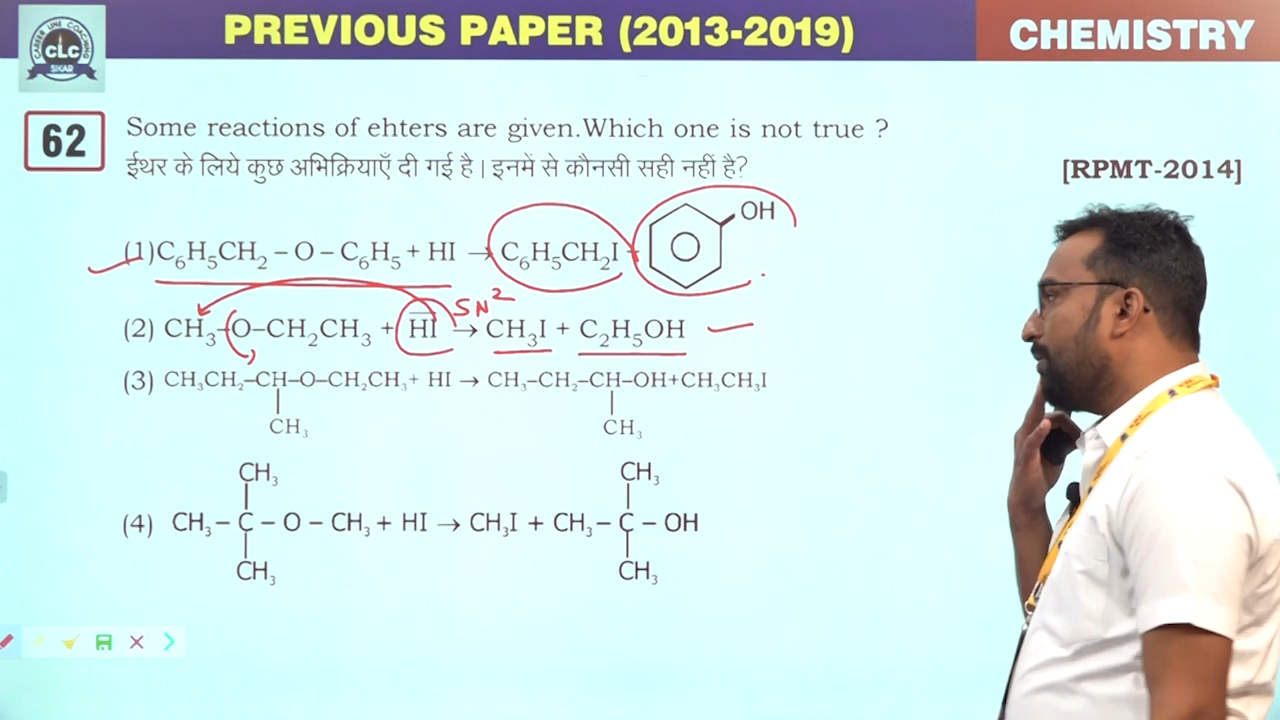 PREVIOUS PAPER (2013-2019)
CHEMISTRY
CAREER LINE COACHING
CLC
SIKAR
62
Some reactions of ehters are given.Which one is not true ?
ईथर के लिये कुछ अभिक्रियाएँ दी गई है। इनमें से कौनसी सही नहीं है?
[RPMT-2014]
(1) C₆H₅CH₂ – O – C₆H₅ + HI → C₆H₅CH₂I + OH
SN²
(2) CH₃–O–CH₂CH₃ + HI → CH₃I + C₂H₅OH
(3) CH₃CH₂–CH–O–CH₂CH₃+ HI → CH₃–CH₂–CH–OH+CH₃CH₂I
CH₃ CH₃
CH₃ CH₃
(4) CH₃– C – O – CH₃ + HI → CH₃I + CH₃– C – OH
CH₃ CH₃